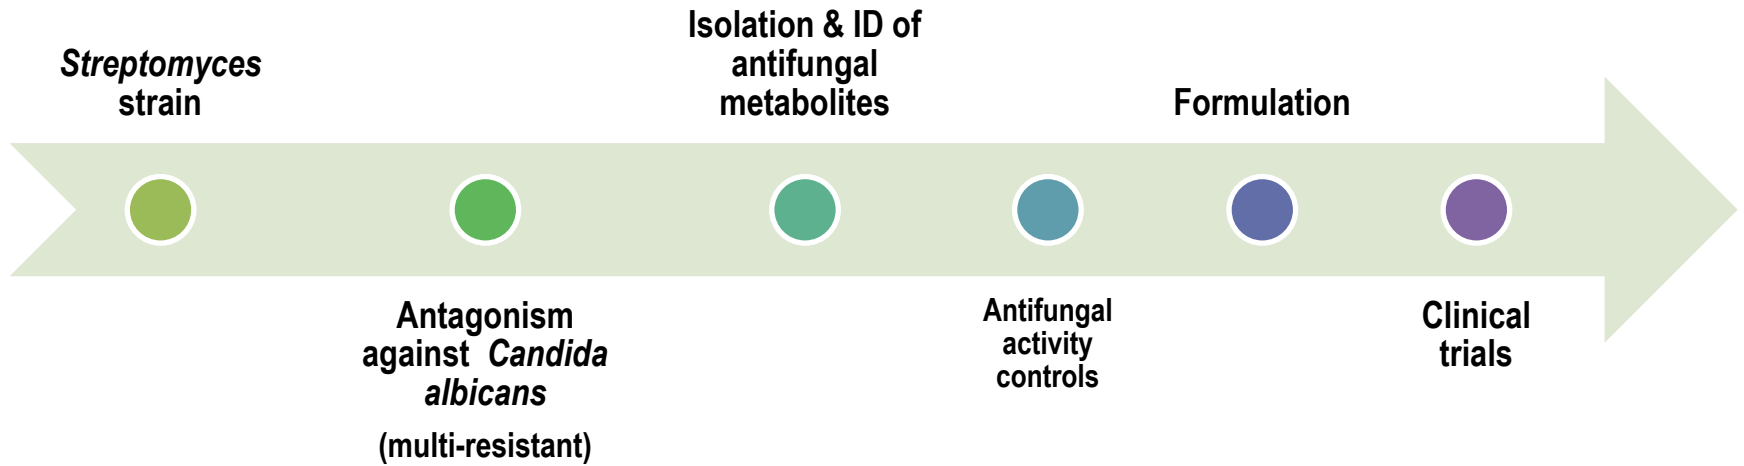 Streptomyces
strain
Antagonism
against Candida
albicans
(multi-resistant)
Isolation & ID of
antifungal
metabolites
Antifungal
activity
controls
Formulation
Clinical
trials